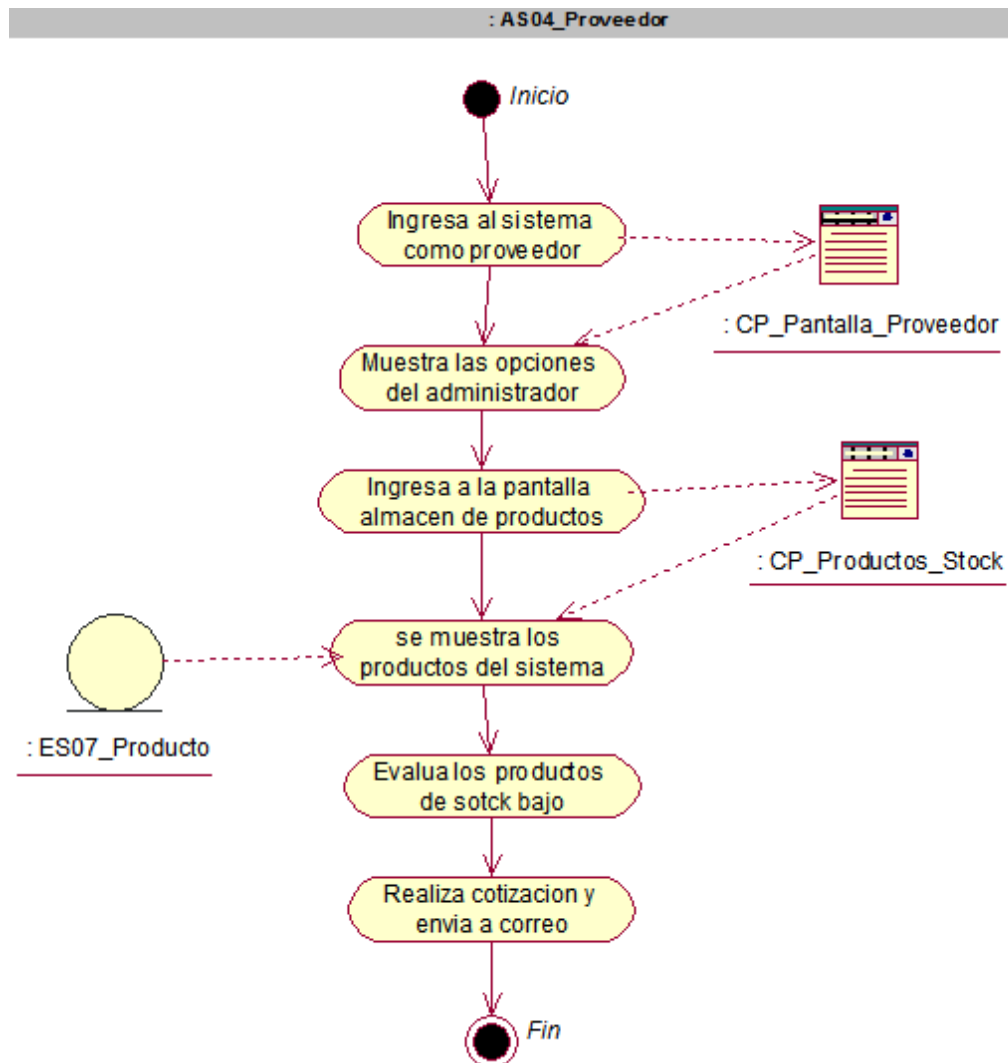 : AS04_Proveedor
Inicio
Ingresa al sistema
como proveedor
: CP_Pantalla_Proveedor
Muestra las opciones
del administrador
Ingresa a la pantalla
almacen de productos
: CP_Productos_Stock
se muestra los
productos del sistema
: ES07_Producto
Evalua los productos
de sotck bajo
Realiza cotizacion y
envia a correo
Fin